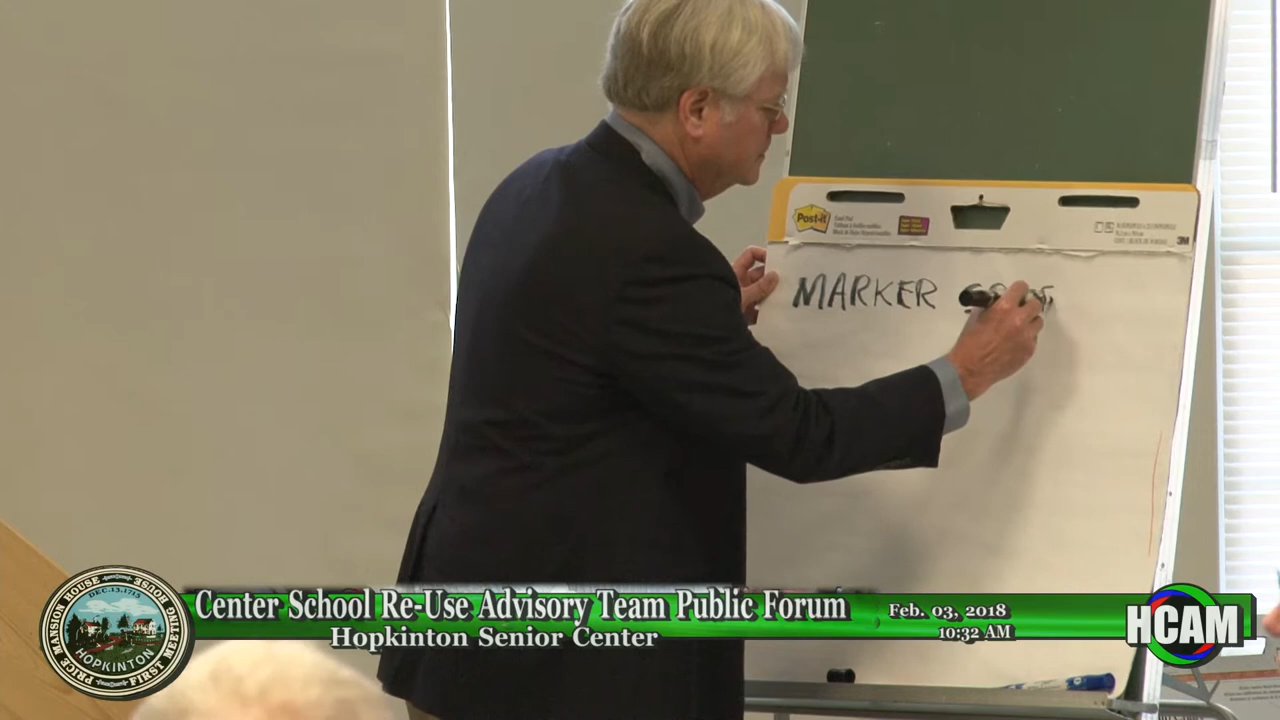 Post-it
3M
MARKER
Center School Re-Use Advisory Team Public Forum
Feb. 03, 2018
Hopkinton Senior Center
10:32 AM
PRICE MANSION HOUSE FIRST MEETING HOUSE
DEC.13.1715
HOPKINTON
HCAM